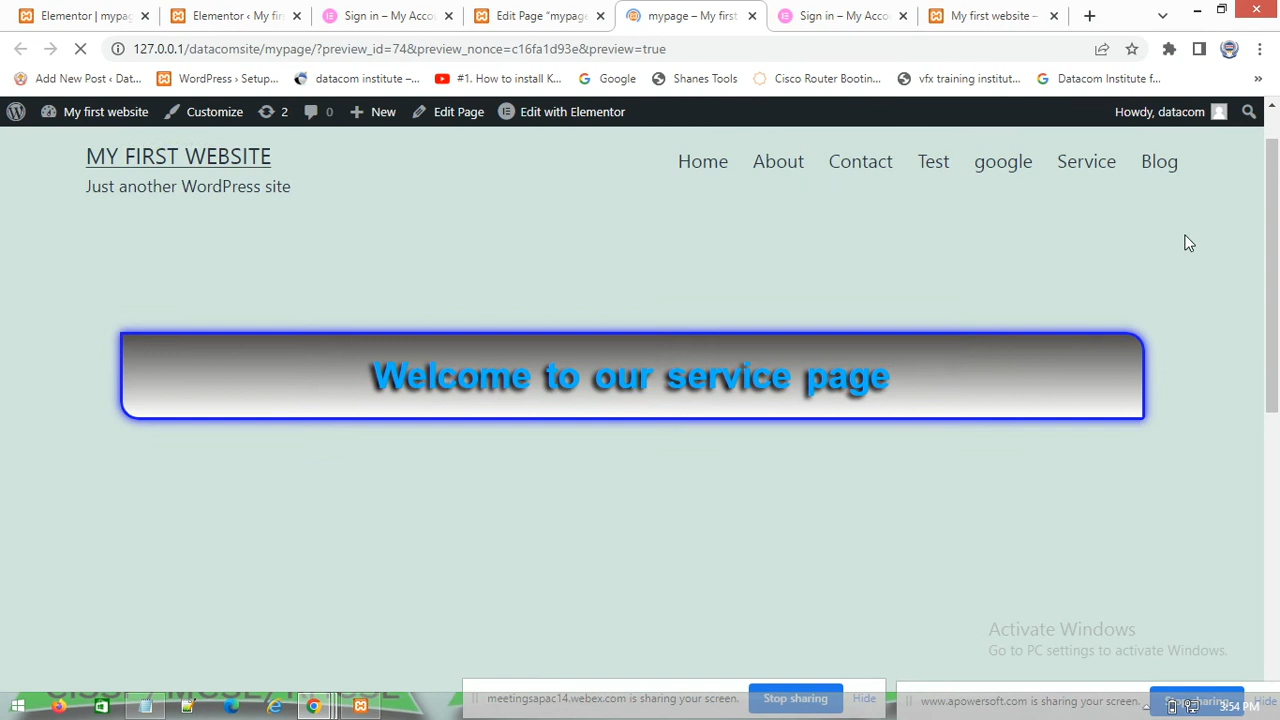 Elementor | mypag
Elementor ‹ My fir
Sign in – My Acco
Edit Page “mypage
mypage – My first
Sign in – My Acco
My first website –
127.0.0.1/datacomsite/mypage/?preview_id=74&preview_nonce=c16fa1d93e&preview=true
Add New Post ‹ Dat...
WordPress › Setup...
datacom institute –...
#1. How to install K...
Google
Shanes Tools
Cisco Router Bootin...
vfx training institut...
Datacom Institute f...
»
My first website
Customize
2
0
New
Edit Page
Edit with Elementor
Howdy, datacom
MY FIRST WEBSITE
Just another WordPress site
Home
About
Contact
Test
google
Service
Blog
Welcome to our service page
Activate Windows
Go to PC settings to activate Windows.
meetingsapac14.webex.com is sharing your screen.
Stop sharing
Hide
www.apowersoft.com is sharing your screen.
Stop sharing
Hide
3:54 PM